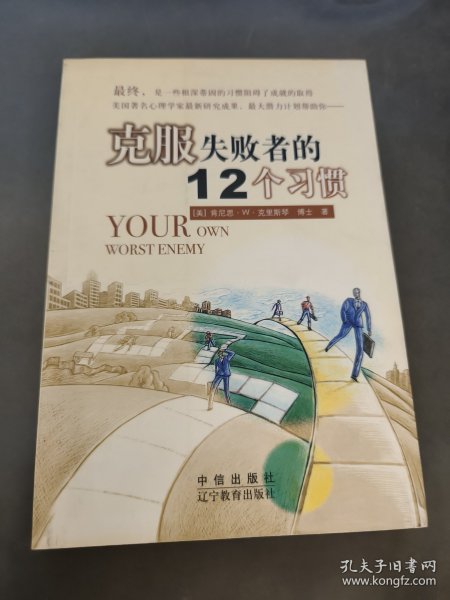 最终，是一些根深蒂固的习惯阻碍了成就的取得
美国著名心理学家最新研究成果，最大潜力计划帮助你——
克服失败者的
12个习惯
[美] 肯尼思·W·克里斯琴 博士 著
YOUR OWN
WORST ENEMY
中信出版社
辽宁教育出版社
孔夫子旧书网
www.kongfz.com